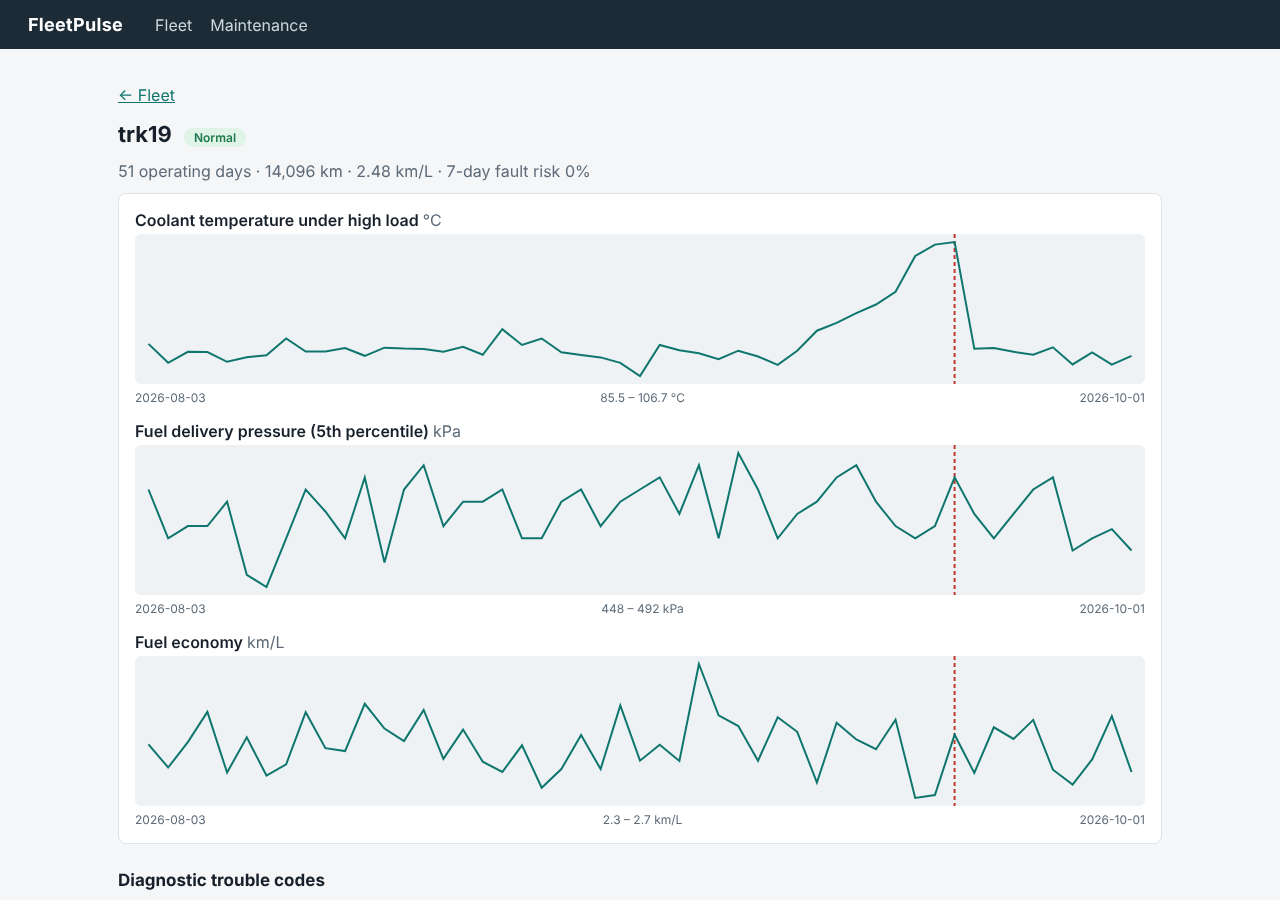 FleetPulse Fleet Maintenance
← Fleet
trk19 Normal
51 operating days · 14,096 km · 2.48 km/L · 7-day fault risk 0%
Coolant temperature under high load °C
2026-08-03 85.5 – 106.7 °C 2026-10-01
Fuel delivery pressure (5th percentile) kPa
2026-08-03 448 – 492 kPa 2026-10-01
Fuel economy km/L
2026-08-03 2.3 – 2.7 km/L 2026-10-01
Diagnostic trouble codes